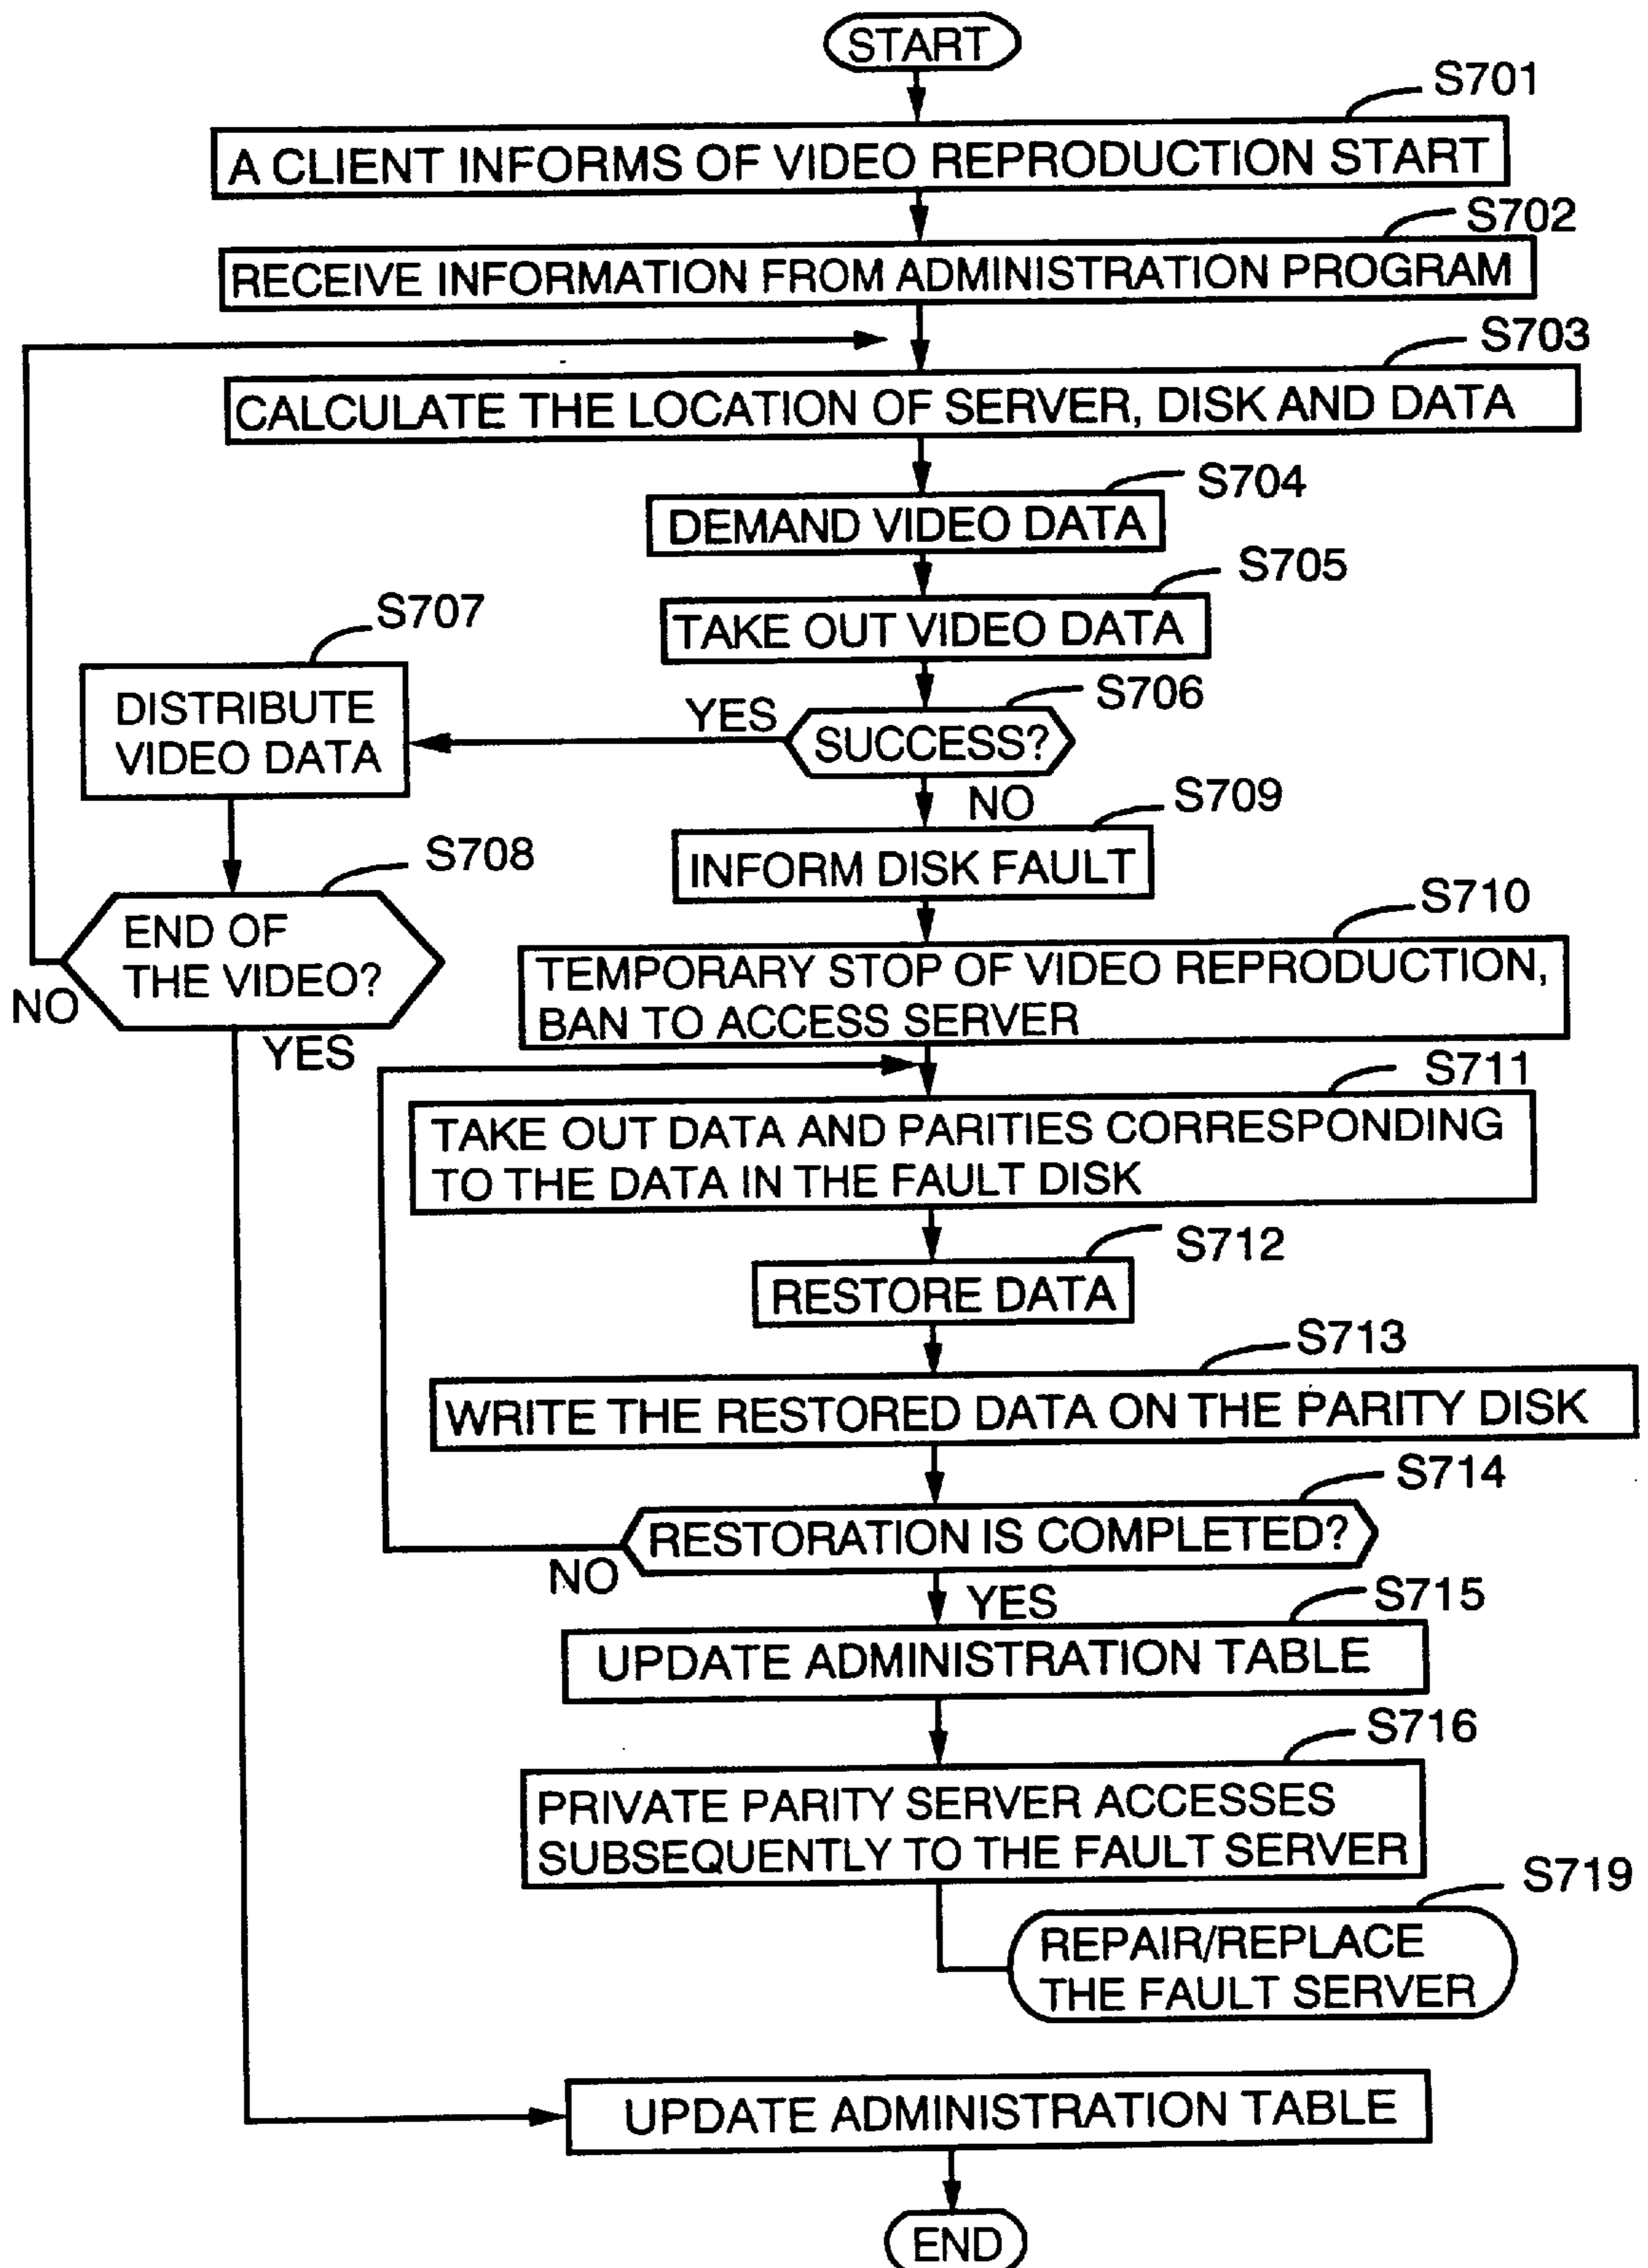 START
S701
A CLIENT INFORMS OF VIDEO REPRODUCTION START
S702
RECEIVE INFORMATION FROM ADMINISTRATION PROGRAM
S703
CALCULATE THE LOCATION OF SERVER, DISK AND DATA
S704
DEMAND VIDEO DATA
S705
TAKE OUT VIDEO DATA
S706
SUCCESS?
YES
S707
DISTRIBUTE
VIDEO DATA
S708
END OF
THE VIDEO?
NO
YES
NO
S709
INFORM DISK FAULT
S710
TEMPORARY STOP OF VIDEO REPRODUCTION,
BAN TO ACCESS SERVER
S711
TAKE OUT DATA AND PARITIES CORRESPONDING
TO THE DATA IN THE FAULT DISK
S712
RESTORE DATA
S713
WRITE THE RESTORED DATA ON THE PARITY DISK
S714
RESTORATION IS COMPLETED?
NO
YES
S715
UPDATE ADMINISTRATION TABLE
S716
PRIVATE PARITY SERVER ACCESSES
SUBSEQUENTLY TO THE FAULT SERVER
S719
REPAIR/REPLACE
THE FAULT SERVER
UPDATE ADMINISTRATION TABLE
END